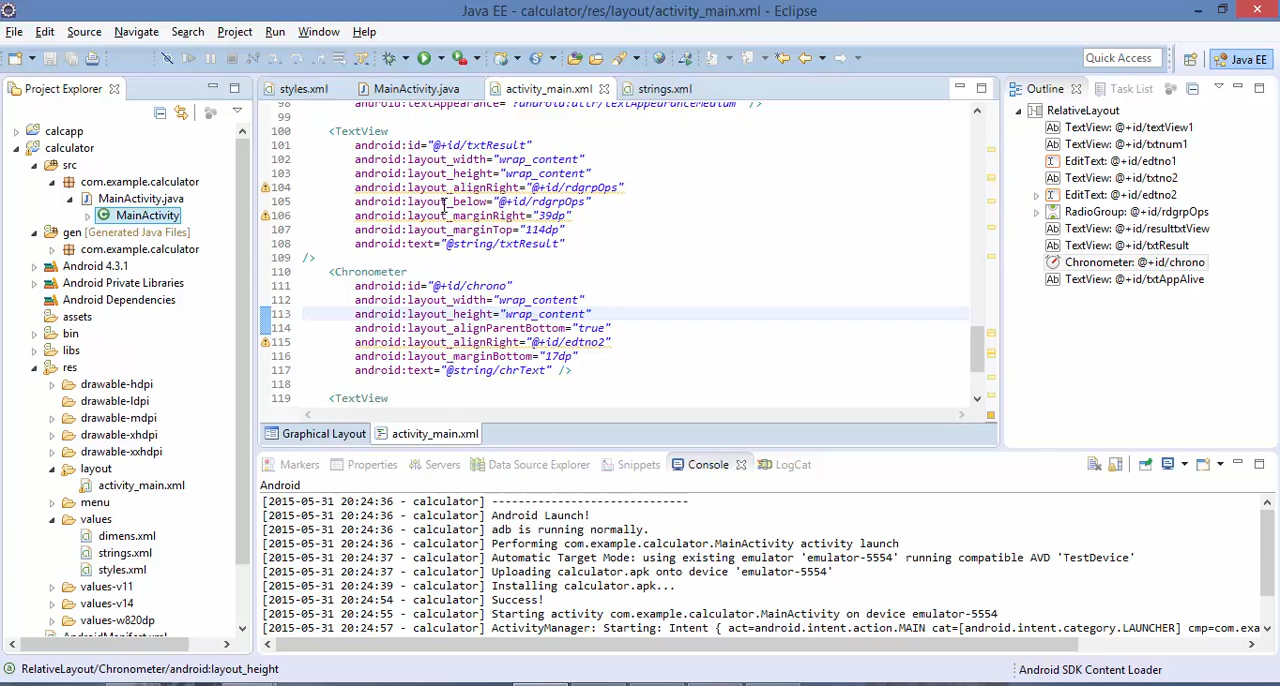 Java EE - calculator/res/layout/activity_main.xml - Eclipse
File Edit Source Navigate Search Project Run Window Help
Quick Access
Java EE
Project Explorer
calcapp
calculator
src
com.example.calculator
MainActivity.java
MainActivity
gen [Generated Java Files]
com.example.calculator
Android 4.3.1
Android Private Libraries
Android Dependencies
assets
bin
libs
res
drawable-hdpi
drawable-ldpi
drawable-mdpi
drawable-xhdpi
drawable-xxhdpi
layout
activity_main.xml
menu
values
dimens.xml
strings.xml
styles.xml
values-v11
values-v14
values-w820dp
AndroidManifest.xml
styles.xml MainActivity.java activity_main.xml strings.xml
98 android:textAppearance="?android:attr/textAppearanceMedium" />
99
100 <TextView
101 android:id="@+id/txtResult"
102 android:layout_width="wrap_content"
103 android:layout_height="wrap_content"
104 android:layout_alignRight="@+id/rdgrpOps"
105 android:layout_below="@+id/rdgrpOps"
106 android:layout_marginRight="39dp"
107 android:layout_marginTop="114dp"
108 android:text="@string/txtResult"
109 />
110 <Chronometer
111 android:id="@+id/chrono"
112 android:layout_width="wrap_content"
113 android:layout_height="wrap_content"
114 android:layout_alignParentBottom="true"
115 android:layout_alignRight="@+id/edtno2"
116 android:layout_marginBottom="17dp"
117 android:text="@string/chrText" />
118
119 <TextView
Graphical Layout activity_main.xml
Outline Task List
RelativeLayout
TextView: @+id/textView1
TextView: @+id/txtnum1
EditText: @+id/edtno1
TextView: @+id/txtno2
EditText: @+id/edtno2
RadioGroup: @+id/rdgrpOps
TextView: @+id/resulttxtView
TextView: @+id/txtResult
Chronometer: @+id/chrono
TextView: @+id/txtAppAlive
Markers Properties Servers Data Source Explorer Snippets Console LogCat
Android
[2015-05-31 20:24:36 - calculator] ------------------------------
[2015-05-31 20:24:36 - calculator] Android Launch!
[2015-05-31 20:24:36 - calculator] adb is running normally.
[2015-05-31 20:24:36 - calculator] Performing com.example.calculator.MainActivity activity launch
[2015-05-31 20:24:37 - calculator] Automatic Target Mode: using existing emulator 'emulator-5554' running compatible AVD 'TestDevice'
[2015-05-31 20:24:37 - calculator] Uploading calculator.apk onto device 'emulator-5554'
[2015-05-31 20:24:39 - calculator] Installing calculator.apk...
[2015-05-31 20:24:54 - calculator] Success!
[2015-05-31 20:24:55 - calculator] Starting activity com.example.calculator.MainActivity on device emulator-5554
[2015-05-31 20:24:57 - calculator] ActivityManager: Starting: Intent { act=android.intent.action.MAIN cat=[android.intent.category.LAUNCHER] cmp=com.exa
RelativeLayout/Chronometer/android:layout_height
Android SDK Content Loader